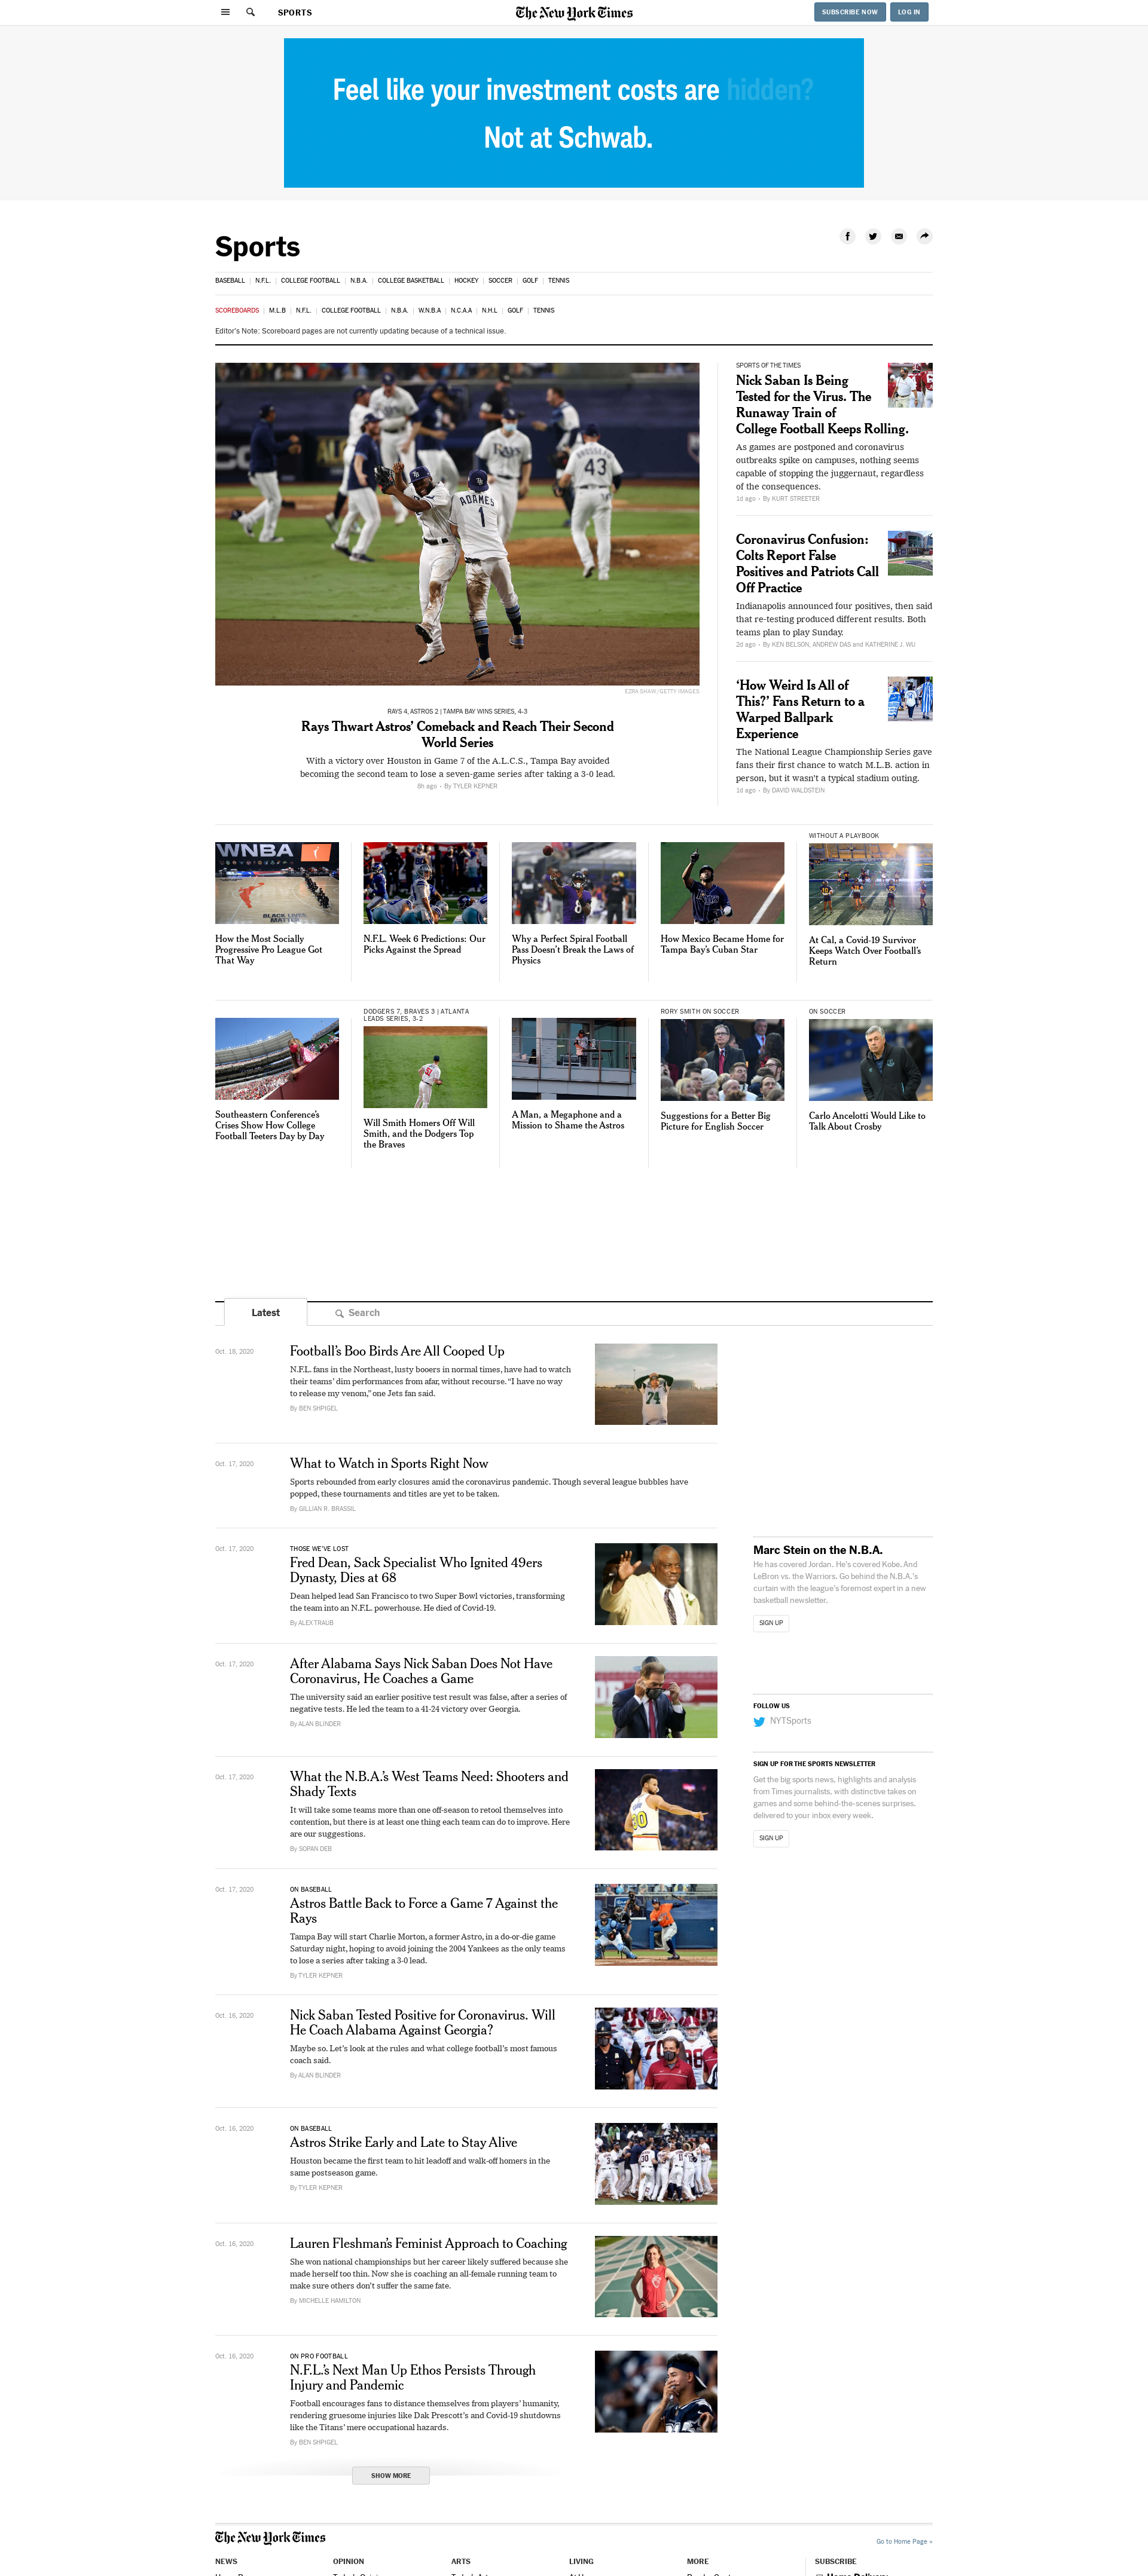 SPORTS
The New York Times
SUBSCRIBE NOW
LOG IN
Feel like your investment costs are hidden?
Not at Schwab.
Sports
BASEBALL | N.F.L. | COLLEGE FOOTBALL | N.B.A. | COLLEGE BASKETBALL | HOCKEY | SOCCER | GOLF | TENNIS
SCOREBOARDS | M.L.B | N.F.L. | COLLEGE FOOTBALL | N.B.A. | W.N.B.A | N.C.A.A | N.H.L | GOLF | TENNIS
Editor's Note: Scoreboard pages are not currently updating because of a technical issue.
Rays
43
ADAMES
1
EZRA SHAW/GETTY IMAGES
RAYS 4, ASTROS 2 | TAMPA BAY WINS SERIES, 4-3
Rays Thwart Astros’ Comeback and Reach Their Second
World Series
With a victory over Houston in Game 7 of the A.L.C.S., Tampa Bay avoided
becoming the second team to lose a seven-game series after taking a 3-0 lead.
8h ago • By TYLER KEPNER
SPORTS OF THE TIMES
Nick Saban Is Being
Tested for the Virus. The
Runaway Train of
College Football Keeps Rolling.
As games are postponed and coronavirus
outbreaks spike on campuses, nothing seems
capable of stopping the juggernaut, regardless
of the consequences.
1d ago • By KURT STREETER
Coronavirus Confusion:
Colts Report False
Positives and Patriots Call
Off Practice
Indianapolis announced four positives, then said
that re-testing produced different results. Both
teams plan to play Sunday.
2d ago • By KEN BELSON, ANDREW DAS and KATHERINE J. WU
‘How Weird Is All of
This?’ Fans Return to a
Warped Ballpark
Experience
The National League Championship Series gave
fans their first chance to watch M.L.B. action in
person, but it wasn’t a typical stadium outing.
1d ago • By DAVID WALDSTEIN
WNBA
BLACK LIVES
MATTER
How the Most Socially
Progressive Pro League Got
That Way
N.F.L. Week 6 Predictions: Our
Picks Against the Spread
8
Why a Perfect Spiral Football
Pass Doesn’t Break the Laws of
Physics
How Mexico Became Home for
Tampa Bay’s Cuban Star
WITHOUT A PLAYBOOK
At Cal, a Covid-19 Survivor
Keeps Watch Over Football’s
Return
Southeastern Conference’s
Crises Show How College
Football Teeters Day by Day
DODGERS 7, BRAVES 3 | ATLANTA
LEADS SERIES, 3-2
Will Smith Homers Off Will
Smith, and the Dodgers Top
the Braves
A Man, a Megaphone and a
Mission to Shame the Astros
RORY SMITH ON SOCCER
Suggestions for a Better Big
Picture for English Soccer
ON SOCCER
Carlo Ancelotti Would Like to
Talk About Crosby
Latest
Search
Oct. 18, 2020
Football’s Boo Birds Are All Cooped Up
N.F.L. fans in the Northeast, lusty booers in normal times, have had to watch
their teams’ dim performances from afar, without recourse. “I have no way
to release my venom,” one Jets fan said.
By BEN SHPIGEL
74
Oct. 17, 2020
What to Watch in Sports Right Now
Sports rebounded from early closures amid the coronavirus pandemic. Though several league bubbles have
popped, these tournaments and titles are yet to be taken.
By GILLIAN R. BRASSIL
Oct. 17, 2020
THOSE WE’VE LOST
Fred Dean, Sack Specialist Who Ignited 49ers
Dynasty, Dies at 68
Dean helped lead San Francisco to two Super Bowl victories, transforming
the team into an N.F.L. powerhouse. He died of Covid-19.
By ALEX TRAUB
Oct. 17, 2020
After Alabama Says Nick Saban Does Not Have
Coronavirus, He Coaches a Game
The university said an earlier positive test result was false, after a series of
negative tests. He led the team to a 41-24 victory over Georgia.
By ALAN BLINDER
Oct. 17, 2020
What the N.B.A.’s West Teams Need: Shooters and
Shady Texts
It will take some teams more than one off-season to retool themselves into
contention, but there is at least one thing each team can do to improve. Here
are our suggestions.
By SOPAN DEB
30
Oct. 17, 2020
ON BASEBALL
Astros Battle Back to Force a Game 7 Against the
Rays
Tampa Bay will start Charlie Morton, a former Astro, in a do-or-die game
Saturday night, hoping to avoid joining the 2004 Yankees as the only teams
to lose a series after taking a 3-0 lead.
By TYLER KEPNER
Oct. 16, 2020
Nick Saban Tested Positive for Coronavirus. Will
He Coach Alabama Against Georgia?
Maybe so. Let’s look at the rules and what college football’s most famous
coach said.
By ALAN BLINDER
Oct. 16, 2020
ON BASEBALL
Astros Strike Early and Late to Stay Alive
Houston became the first team to hit leadoff and walk-off homers in the
same postseason game.
By TYLER KEPNER
Oct. 16, 2020
Lauren Fleshman’s Feminist Approach to Coaching
She won national championships but her career likely suffered because she
made herself too thin. Now she is coaching an all-female running team to
make sure others don’t suffer the same fate.
By MICHELLE HAMILTON
Oct. 16, 2020
ON PRO FOOTBALL
N.F.L.’s Next Man Up Ethos Persists Through
Injury and Pandemic
Football encourages fans to distance themselves from players’ humanity,
rendering gruesome injuries like Dak Prescott’s and Covid-19 shutdowns
like the Titans’ mere occupational hazards.
By BEN SHPIGEL
SHOW MORE
Marc Stein on the N.B.A.
He has covered Jordan. He’s covered Kobe. And
LeBron vs. the Warriors. Go behind the N.B.A.’s
curtain with the league’s foremost expert in a new
basketball newsletter.
SIGN UP
FOLLOW US
NYTSports
SIGN UP FOR THE SPORTS NEWSLETTER
Get the big sports news, highlights and analysis
from Times journalists, with distinctive takes on
games and some behind-the-scenes surprises,
delivered to your inbox every week.
SIGN UP
The New York Times
Go to Home Page »
NEWS
OPINION
ARTS
LIVING
MORE
SUBSCRIBE